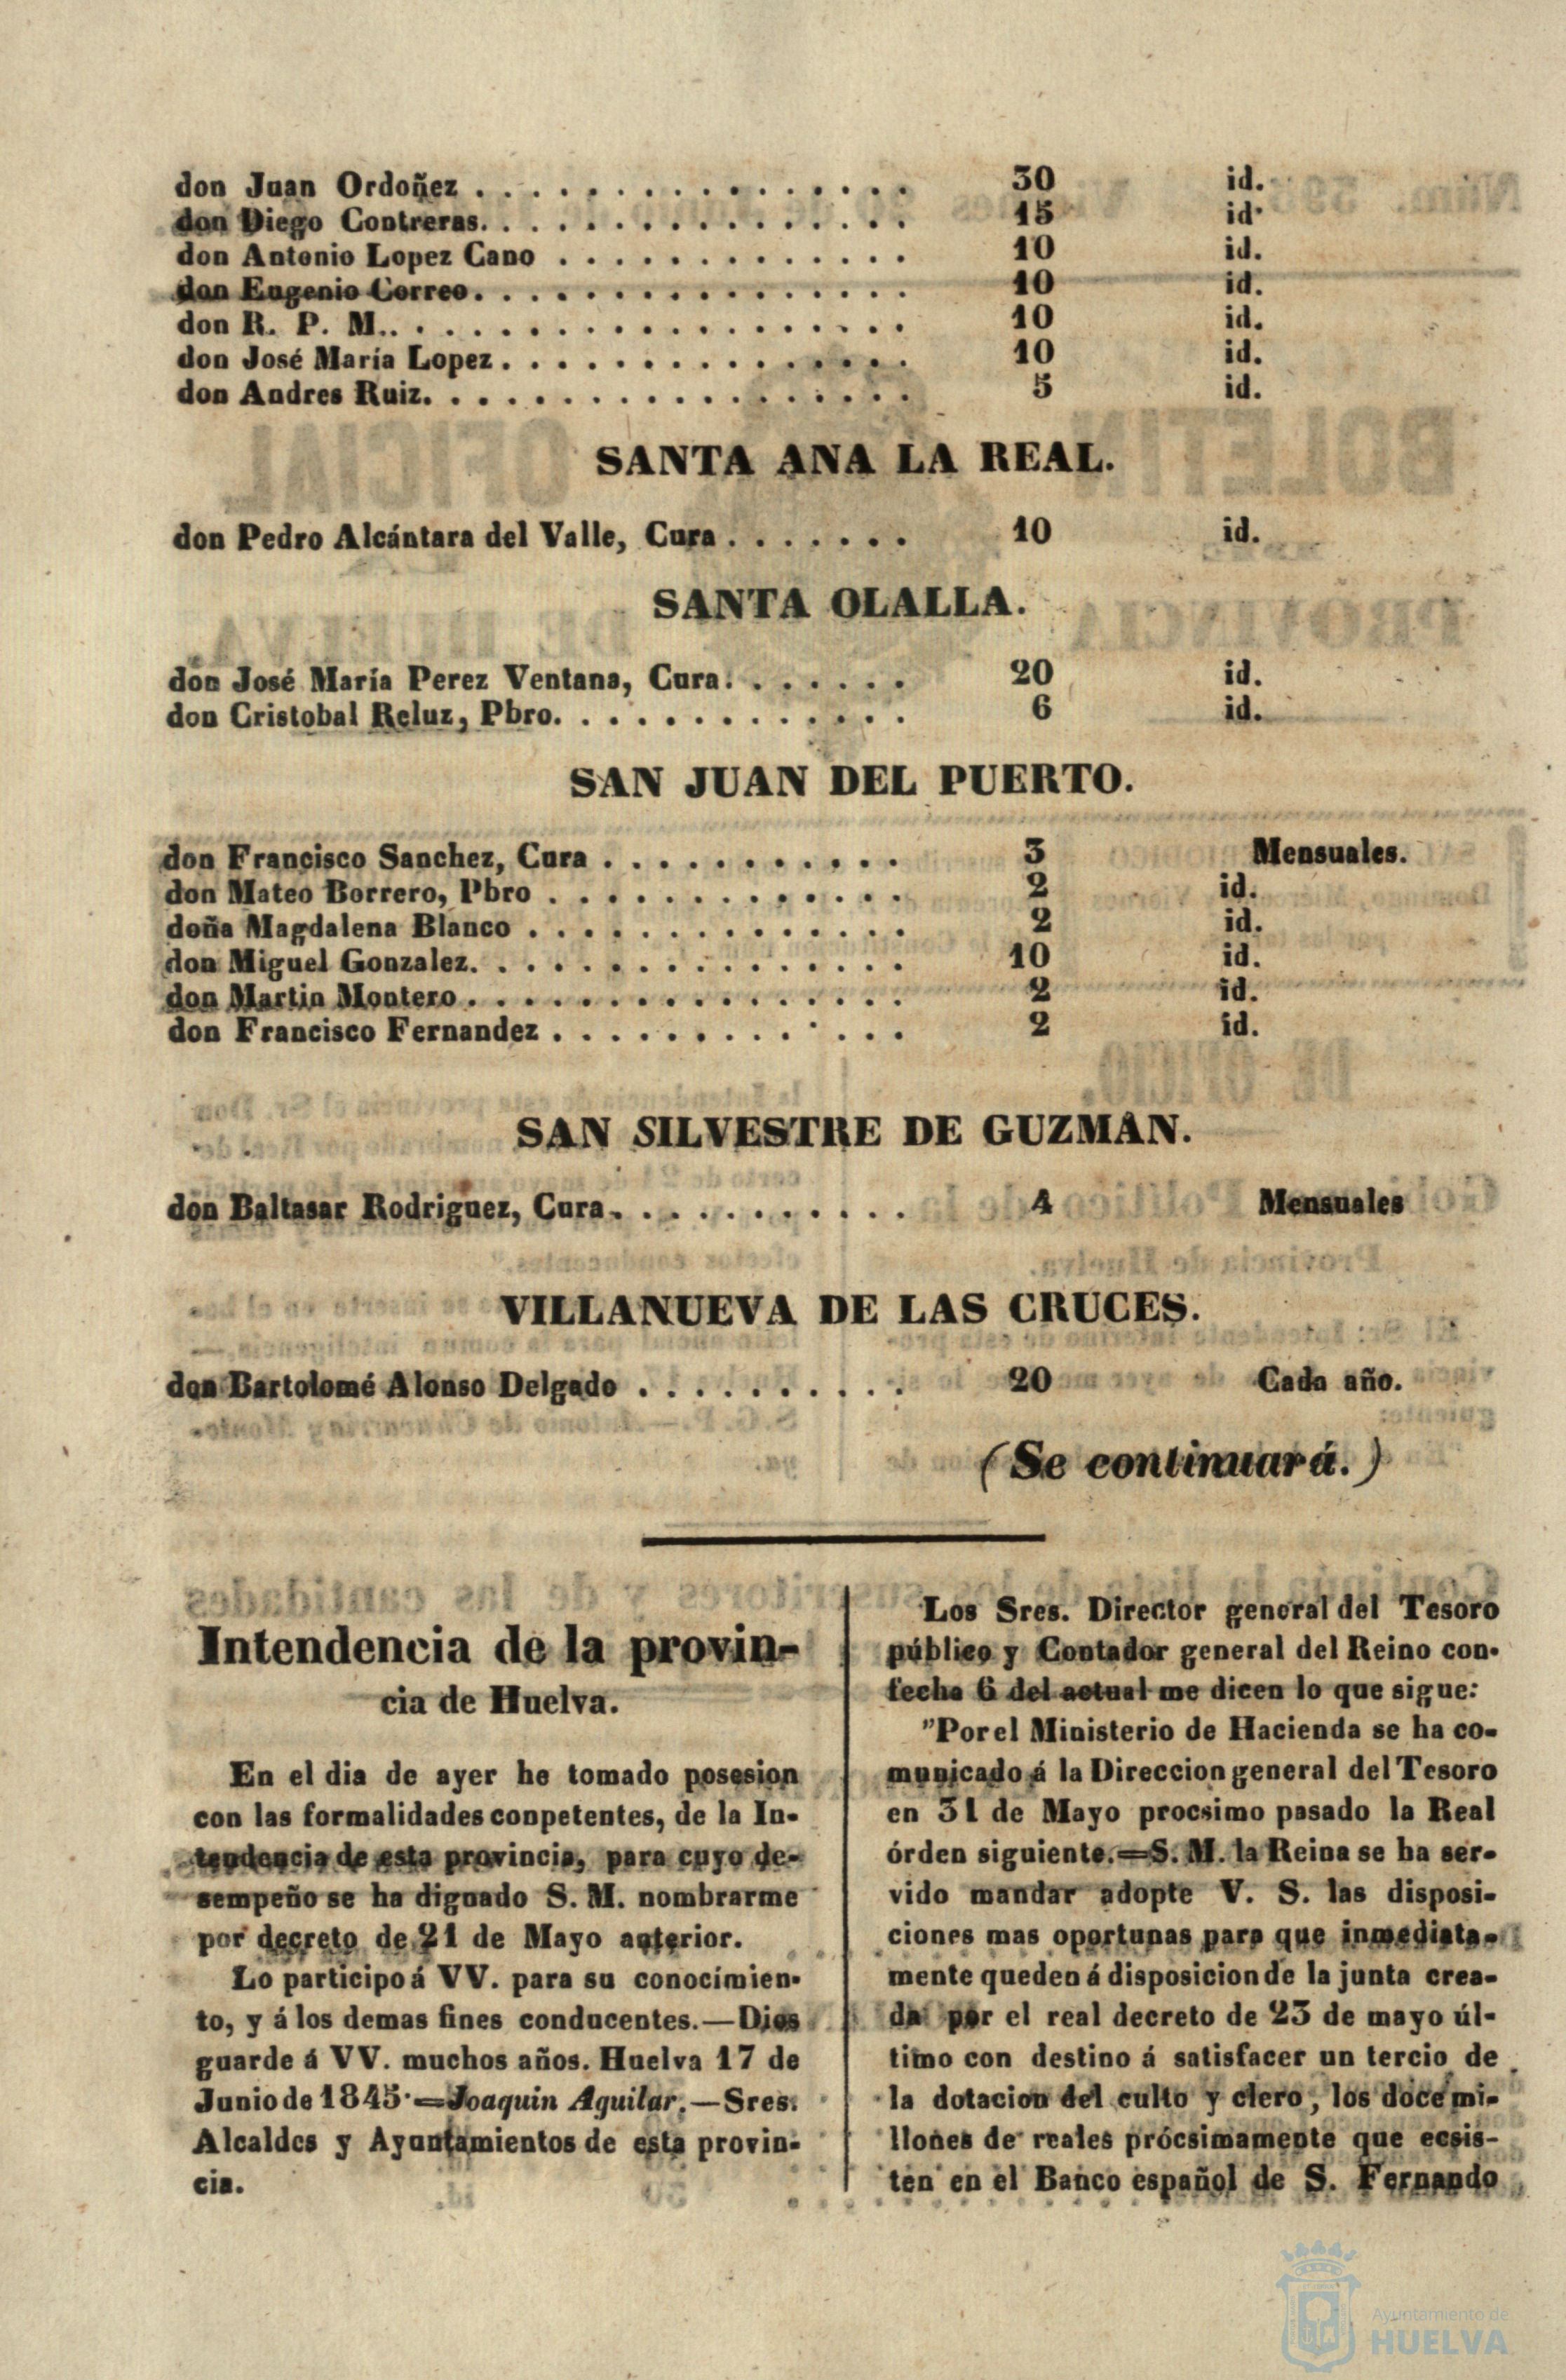 don Juan Ordoñez . . . . . . . . . . . . . . . . 30 id.
don Diego Contreras. . . . . . . . . . . . . . . . 15 id.
don Antonio Lopez Cano . . . . . . . . . . . . . 10 id.
don Eugenio Correo. . . . . . . . . . . . . . . . 10 id.
don R. P. M.. . . . . . . . . . . . . . . . . . . 10 id.
don José María Lopez. . . . . . . . . . . . . . . 10 id.
don Andres Ruiz. . . . . . . . . . . . . . . . . . 5 id.
SANTA ANA LA REAL.
don Pedro Alcántara del Valle, Cura . . . . . . . 10 id.
SANTA OLALLA.
don José María Perez Ventana, Cura. . . . . . . 20 id.
don Cristobal Reluz, Pbro. . . . . . . . . . . . . 6 id.
SAN JUAN DEL PUERTO.
don Francisco Sanchez, Cura . . . . . . . . . . . 3 Mensuales.
don Mateo Borrero, Pbro . . . . . . . . . . . . . 2 id.
doña Magdalena Blanco . . . . . . . . . . . . . . 2 id.
don Miguel Gonzalez. . . . . . . . . . . . . . . . 10 id.
don Martin Montero . . . . . . . . . . . . . . . . 2 id.
don Francisco Fernandez . . . . . . . . . . . . . 2 id.
SAN SILVESTRE DE GUZMAN.
don Baltasar Rodriguez, Cura. . . . . . . . . . . 4 Mensuales
VILLANUEVA DE LAS CRUCES.
don Bartolomé Alonso Delgado . . . . . . . . . . 20 Cada año.
(Se continuará.)
Intendencia de la provin-
cia de Huelva.
En el dia de ayer he tomado posesion
con las formalidades conpetentes, de la In-
tendencia de esta provincia, para cuyo de-
sempeño se ha dignado S. M. nombrarme
por decreto de 21 de Mayo anterior.
Lo participo á VV. para su conocimien-
to, y á los demas fines conducentes.—Dios
guarde á VV. muchos años. Huelva 17 de
Junio de 1845.=Joaquin Aguilar.—Sres.
Alcaldes y Ayuntamientos de esta provin-
cia.
Los Sres. Director general del Tesoro
público y Contador general del Reino con-
fecha 6 del actual me dicen lo que sigue:
"Por el Ministerio de Hacienda se ha co-
municado á la Direccion general del Tesoro
en 31 de Mayo procsimo pasado la Real
órden siguiente.=S. M. la Reina se ha ser-
vido mandar adopte V. S. las disposi-
ciones mas oportunas para que inmediata-
mente queden á disposicion de la junta crea-
da por el real decreto de 23 de mayo úl-
timo con destino á satisfacer un tercio de
la dotacion del culto y clero, los doce mi-
llones de reales prócsimamente que ecsis-
ten en el Banco español de S. Fernando
Ayuntamiento de
HUELVA